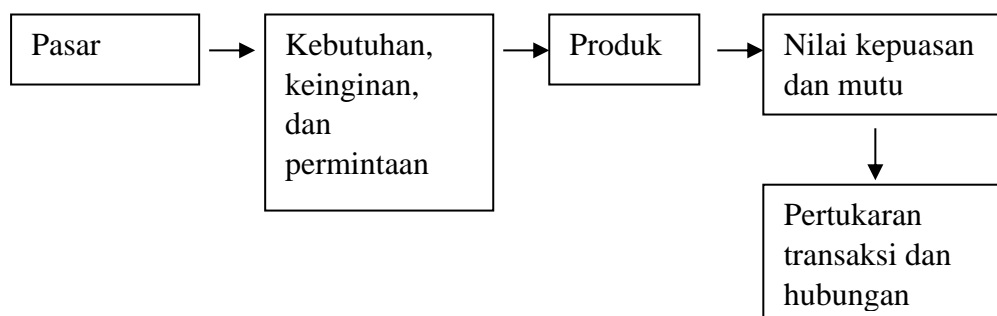 Pasar
Kebutuhan,
keinginan,
dan
permintaan
Produk
Nilai kepuasan
dan mutu
Pertukaran
transaksi dan
hubungan